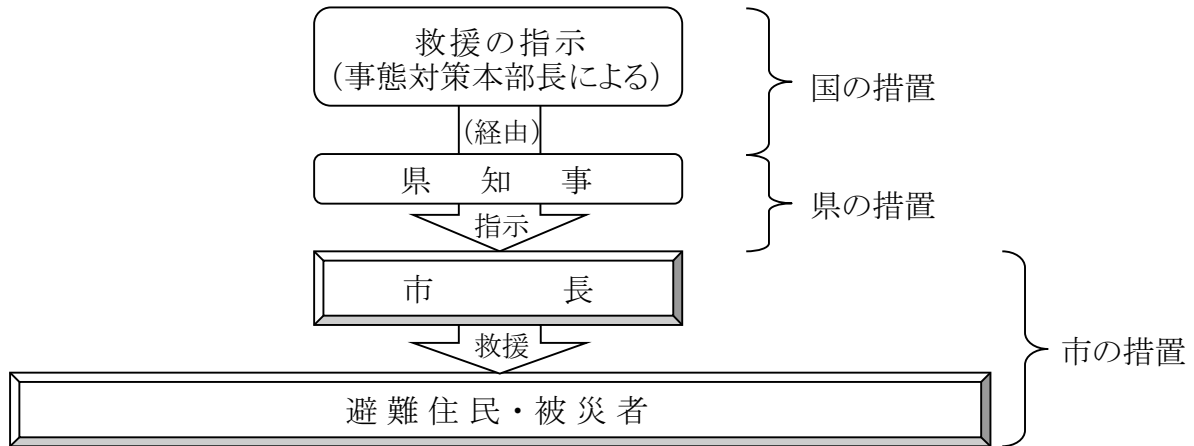 救援の指示
(事態対策本部長による)
国の措置
(経由)
県知事
県の措置
指示
市長
救援
市の措置
避難住民・被災者